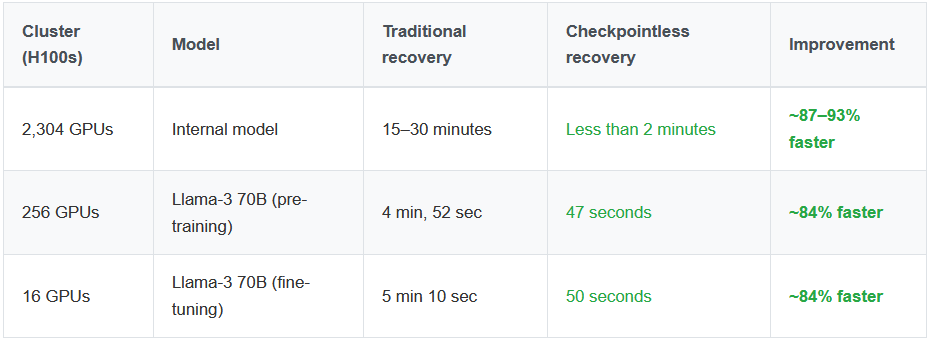 Cluster
(H100s)
Model
Traditional
recovery
Checkpointless
recovery
Improvement
2,304 GPUs
Internal model
15–30 minutes
Less than 2 minutes
~87–93%
faster
256 GPUs
Llama-3 70B (pre-
training)
4 min, 52 sec
47 seconds
~84% faster
16 GPUs
Llama-3 70B (fine-
tuning)
5 min 10 sec
50 seconds
~84% faster